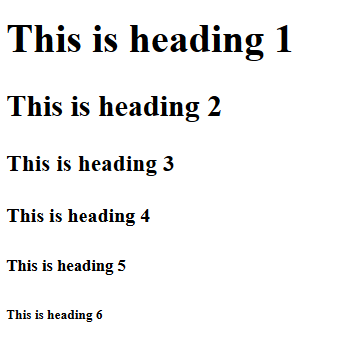 This is heading 1
This is heading 2
This is heading 3
This is heading 4
This is heading 5
This is heading 6